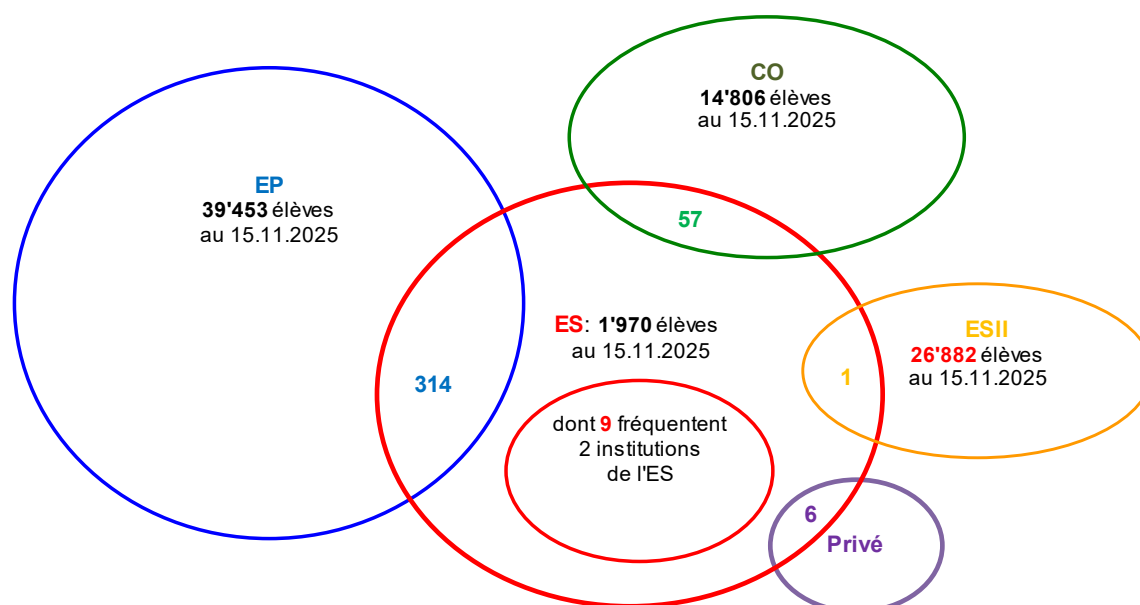 CO
14'806 élèves
au 15.11.2025
EP
39'453 élèves
au 15.11.2025
57
ES: 1'970 élèves
au 15.11.2025
ESII
26'882 élèves
au 15.11.2025
314
1
dont 9 fréquentent
2 institutions
de l'ES
6
Privé